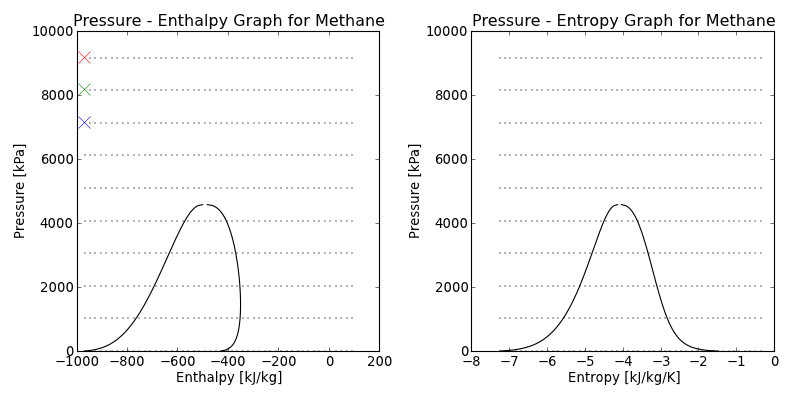 Pressure - Enthalpy Graph for Methane
10000
8000
6000
4000
2000
0
Pressure [kPa]
−1000 −800 −600 −400 −200 0 200
Enthalpy [kJ/kg]
Pressure - Entropy Graph for Methane
10000
8000
6000
4000
2000
0
Pressure [kPa]
−8 −7 −6 −5 −4 −3 −2 −1 0
Entropy [kJ/kg/K]